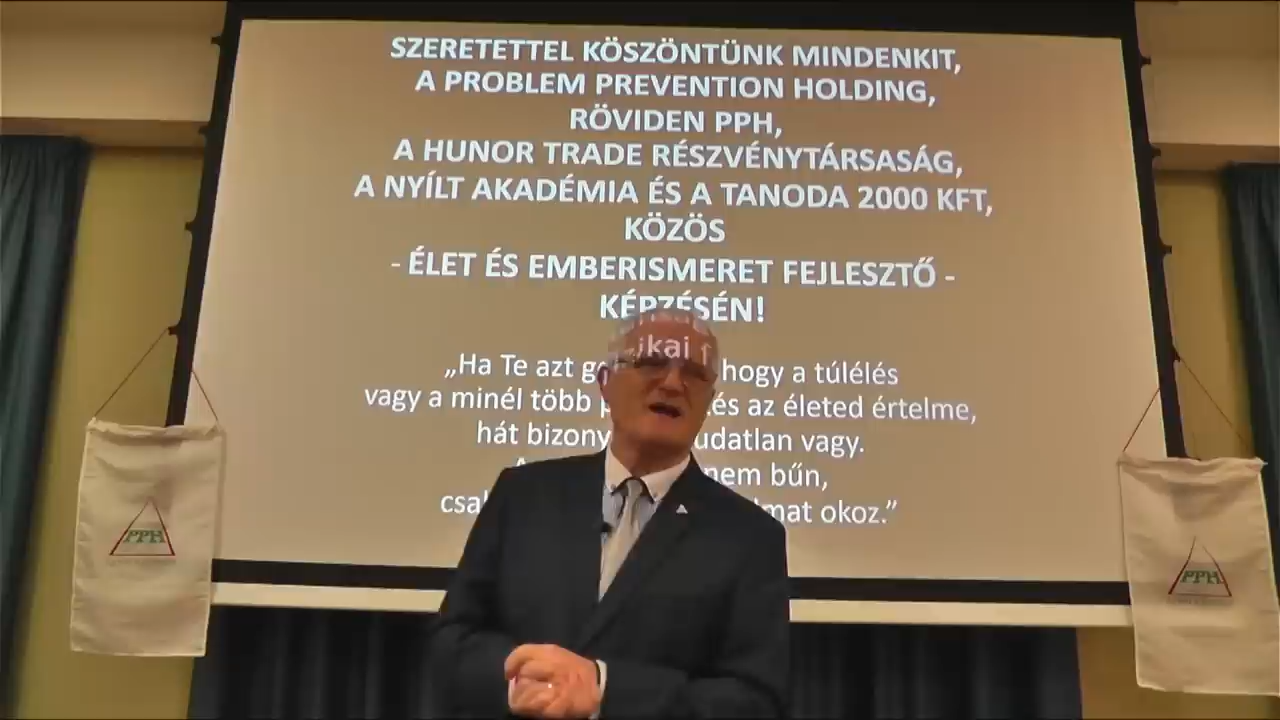 SZERETETTEL KÖSZÖNTÜNK MINDENKIT,
A PROBLEM PREVENTION HOLDING,
RÖVIDEN PPH,
A HUNOR TRADE RÉSZVÉNYTÁRSASÁG,
A NYÍLT AKADÉMIA ÉS A TANODA 2000 KFT,
KÖZÖS
- ÉLET ÉS EMBERISMERET FEJLESZTŐ -
KÉPZÉSÉN!
„Ha Te azt hogy a túlélés
vagy a minél több és az életed értelme,
hát vagy.
nem bűn,
okoz.”
PPH
PPH